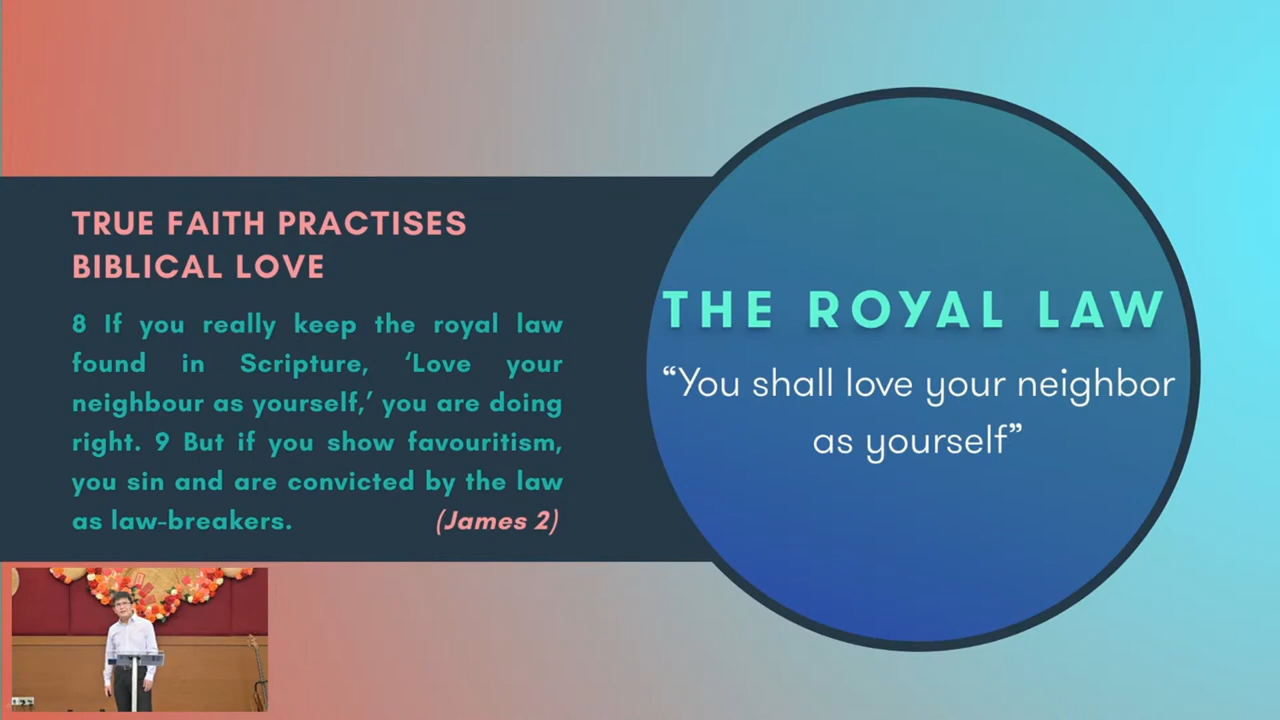 TRUE FAITH PRACTISES
BIBLICAL LOVE
8 If you really keep the royal law
found in Scripture, ‘Love your
neighbour as yourself,’ you are doing
right. 9 But if you show favouritism,
you sin and are convicted by the law
as law-breakers. (James 2)
THE ROYAL LAW
“You shall love your neighbor
as yourself”